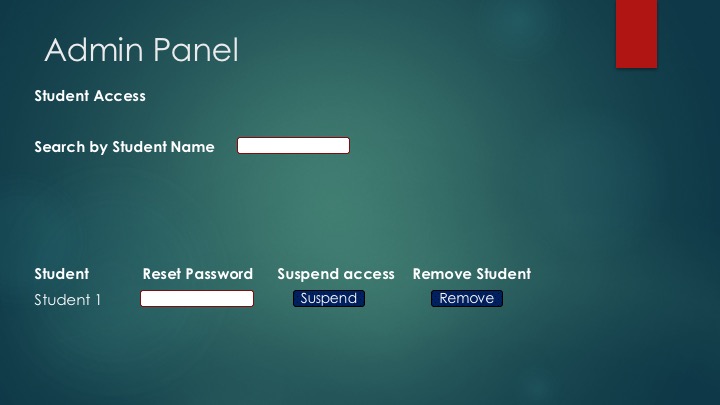 Admin Panel
Student Access
Search by Student Name
Student Reset Password Suspend access Remove Student
Student 1 Suspend Remove